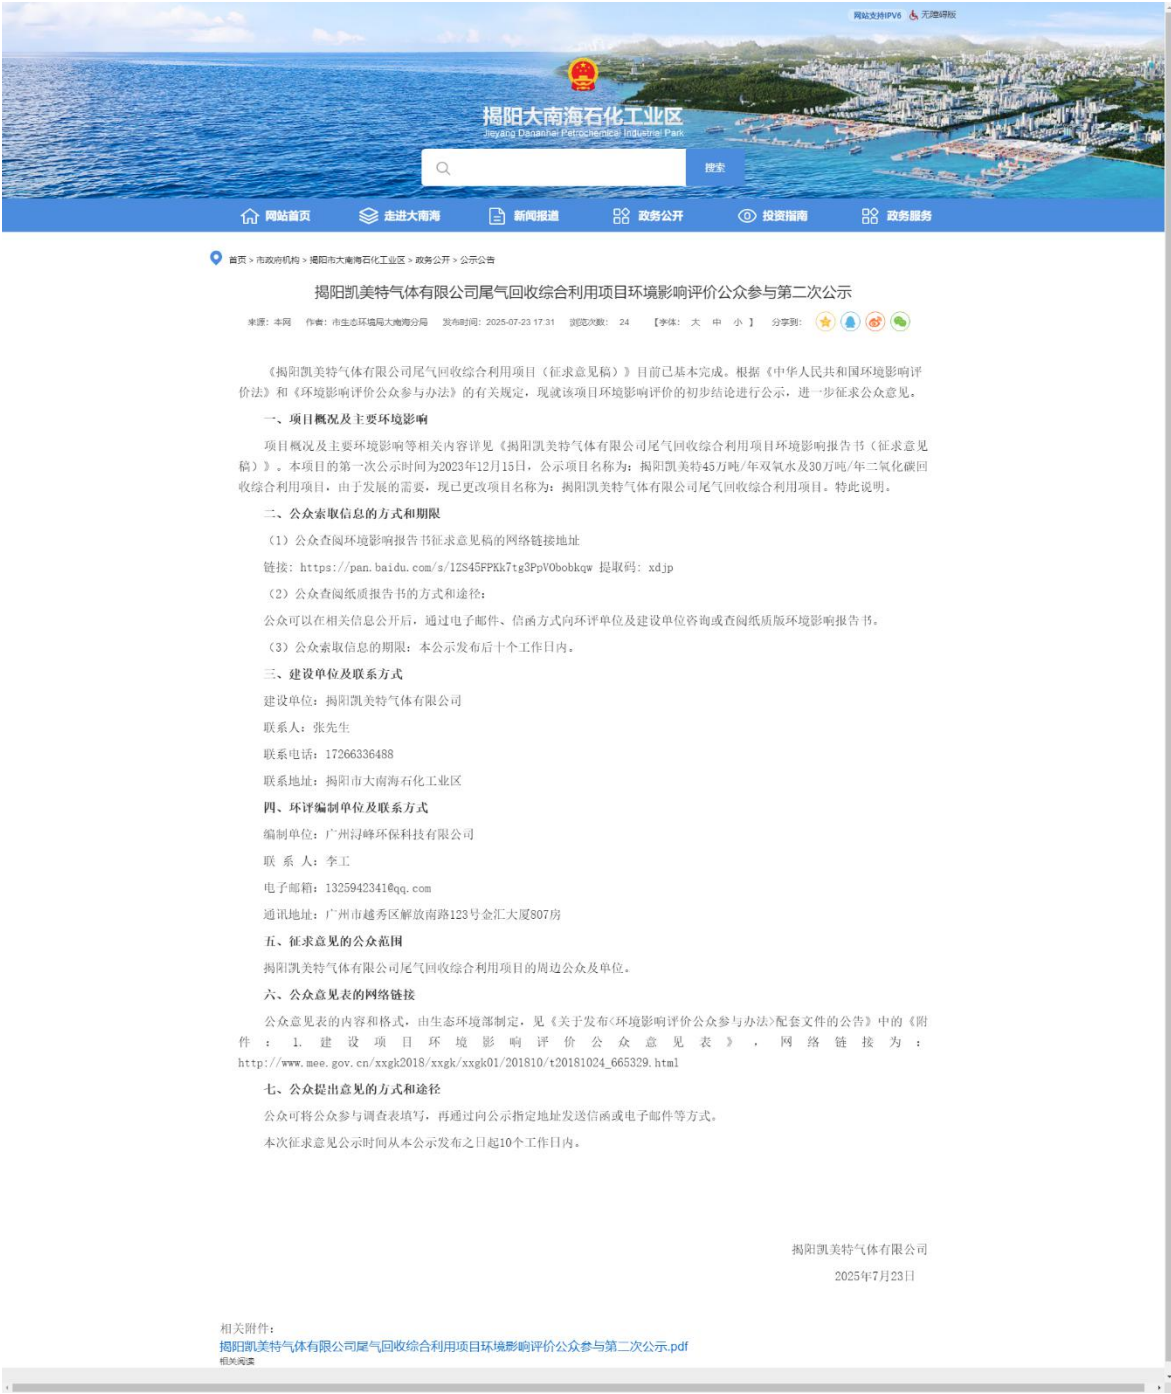 网站支持IPV6 无障碍版
揭阳大南海石化工业区
Jieyang Dananhai Petrochemical Industrial Park
搜索
网站首页 走进大南海 新闻报道 政务公开 投资指南 政务服务
首页 > 市政府机构 > 揭阳市大南海石化工业区 > 政务公开 > 公示公告
揭阳凯美特气体有限公司尾气回收综合利用项目环境影响评价公众参与第二次公示
来源：本网 作者：市生态环境局大南海分局 发布时间：2025-07-23 17:31 浏览次数： 24 【字体： 大 中 小 】 分享到：
《揭阳凯美特气体有限公司尾气回收综合利用项目（征求意见稿）》目前已基本完成。根据《中华人民共和国环境影响评
价法》和《环境影响评价公众参与办法》的有关规定，现就该项目环境影响评价的初步结论进行公示，进一步征求公众意见。
一、项目概况及主要环境影响
项目概况及主要环境影响等相关内容详见《揭阳凯美特气体有限公司尾气回收综合利用项目环境影响报告书（征求意见
稿）》。本项目的第一次公示时间为2023年12月15日，公示项目名称为：揭阳凯美特45万吨/年双氧水及30万吨/年二氧化碳回
收综合利用项目，由于发展的需要，现已更改项目名称为：揭阳凯美特气体有限公司尾气回收综合利用项目。特此说明。
二、公众索取信息的方式和期限
（1）公众查阅环境影响报告书征求意见稿的网络链接地址
链接: https://pan.baidu.com/s/1ZS45FPKk7tg3PpVObobkqw 提取码: xdjp
（2）公众查阅纸质报告书的方式和途径：
公众可以在相关信息公开后，通过电子邮件、信函方式向环评单位及建设单位咨询或查阅纸质版环境影响报告书。
（3）公众索取信息的期限：本公示发布后十个工作日内。
三、建设单位及联系方式
建设单位：揭阳凯美特气体有限公司
联系人：张先生
联系电话：17266336488
联系地址：揭阳市大南海石化工业区
四、环评编制单位及联系方式
编制单位：广州浔峰环保科技有限公司
联 系 人：李工
电子邮箱：1325942341@qq.com
通讯地址：广州市越秀区解放南路123号金汇大厦807房
五、征求意见的公众范围
揭阳凯美特气体有限公司尾气回收综合利用项目的周边公众及单位。
六、公众意见表的网络链接
公众意见表的内容和格式，由生态环境部制定，见《关于发布<环境影响评价公众参与办法>配套文件的公告》中的《附
件：1.建设项目环境影响评价公众意见表》，网络链接为：
http://www.mee.gov.cn/xxgk2018/xxgk/xxgk01/201810/t20181024_665329.html
七、公众提出意见的方式和途径
公众可将公众参与调查表填写，再通过向公示指定地址发送信函或电子邮件等方式。
本次征求意见公示时间从本公示发布之日起10个工作日内。
揭阳凯美特气体有限公司
2025年7月23日
相关附件：
揭阳凯美特气体有限公司尾气回收综合利用项目环境影响评价公众参与第二次公示.pdf
相关阅读